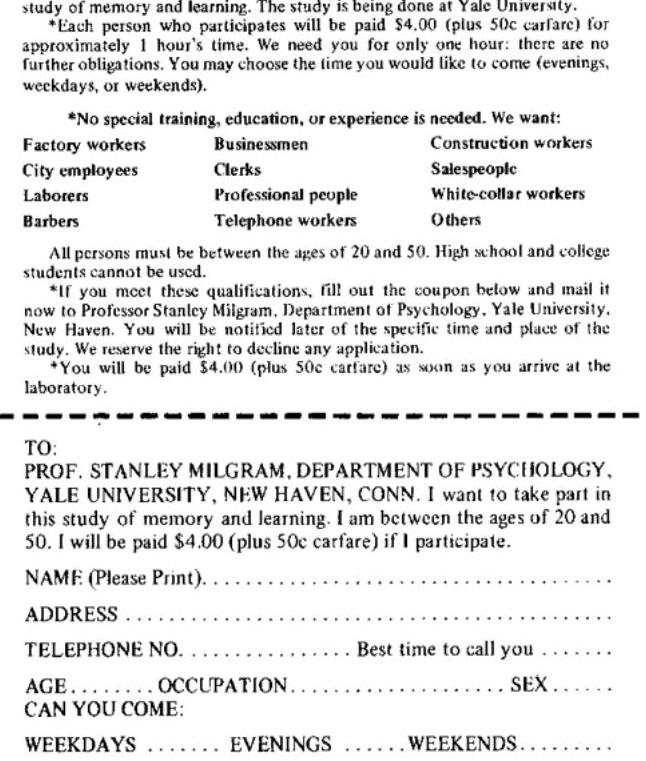 study of memory and learning. The study is being done at Yale University.
*Each person who participates will be paid $4.00 (plus 50c carfare) for
approximately 1 hour's time. We need you for only one hour: there are no
further obligations. You may choose the time you would like to come (evenings,
weekdays, or weekends).
*No special training, education, or experience is needed. We want:
Factory workers Businessmen Construction workers
City employees Clerks Salespeople
Laborers Professional people White-collar workers
Barbers Telephone workers Others
All persons must be between the ages of 20 and 50. High school and college
students cannot be used.
*If you meet these qualifications, fill out the coupon below and mail it
now to Professor Stanley Milgram, Department of Psychology, Yale University,
New Haven. You will be notified later of the specific time and place of the
study. We reserve the right to decline any application.
*You will be paid $4.00 (plus 50c carfare) as soon as you arrive at the
laboratory.
TO:
PROF. STANLEY MILGRAM, DEPARTMENT OF PSYCHOLOGY,
YALE UNIVERSITY, NEW HAVEN, CONN. I want to take part in
this study of memory and learning. I am between the ages of 20 and
50. I will be paid $4.00 (plus 50c carfare) if I participate.
NAME (Please Print). . . . . . . . . . . . . . . . . . . . . . . . . . . . . . . . . . . . . .
ADDRESS . . . . . . . . . . . . . . . . . . . . . . . . . . . . . . . . . . . . . . . . . . . . .
TELEPHONE NO. . . . . . . . . . . . . . . . . Best time to call you . . . . . . .
AGE . . . . . . . . OCCUPATION . . . . . . . . . . . . . . . . . . . . SEX . . . . . .
CAN YOU COME:
WEEKDAYS . . . . . . . EVENINGS . . . . . . WEEKENDS . . . . . . . . .